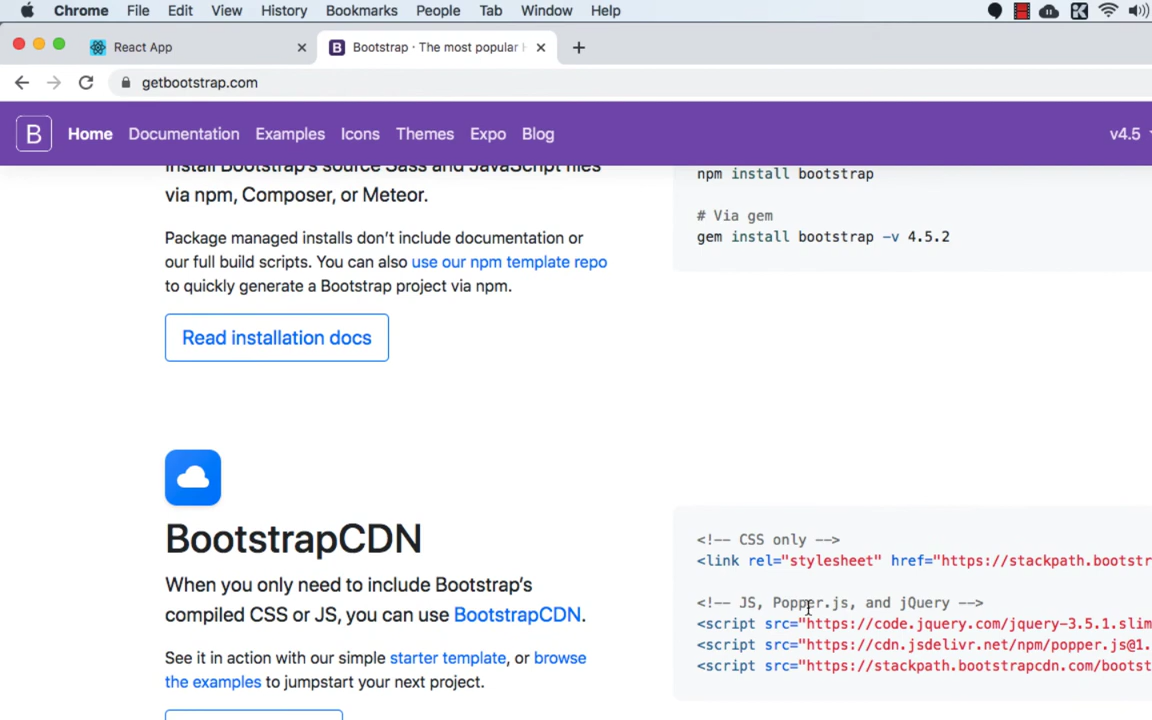 Chrome File Edit View History Bookmarks People Tab Window Help
React App
Bootstrap · The most popular
getbootstrap.com
B Home Documentation Examples Icons Themes Expo Blog v4.5
Install Bootstrap's source Sass and JavaScript files
via npm, Composer, or Meteor.
Package managed installs don't include documentation or
our full build scripts. You can also use our npm template repo
to quickly generate a Bootstrap project via npm.
Read installation docs
npm install bootstrap
# Via gem
gem install bootstrap -v 4.5.2
BootstrapCDN
When you only need to include Bootstrap's
compiled CSS or JS, you can use BootstrapCDN.
See it in action with our simple starter template, or browse
the examples to jumpstart your next project.
<!-- CSS only -->
<link rel="stylesheet" href="https://stackpath.bootstr
<!-- JS, Popper.js, and jQuery -->
<script src="https://code.jquery.com/jquery-3.5.1.slim
<script src="https://cdn.jsdelivr.net/npm/popper.js@1.
<script src="https://stackpath.bootstrapcdn.com/bootst